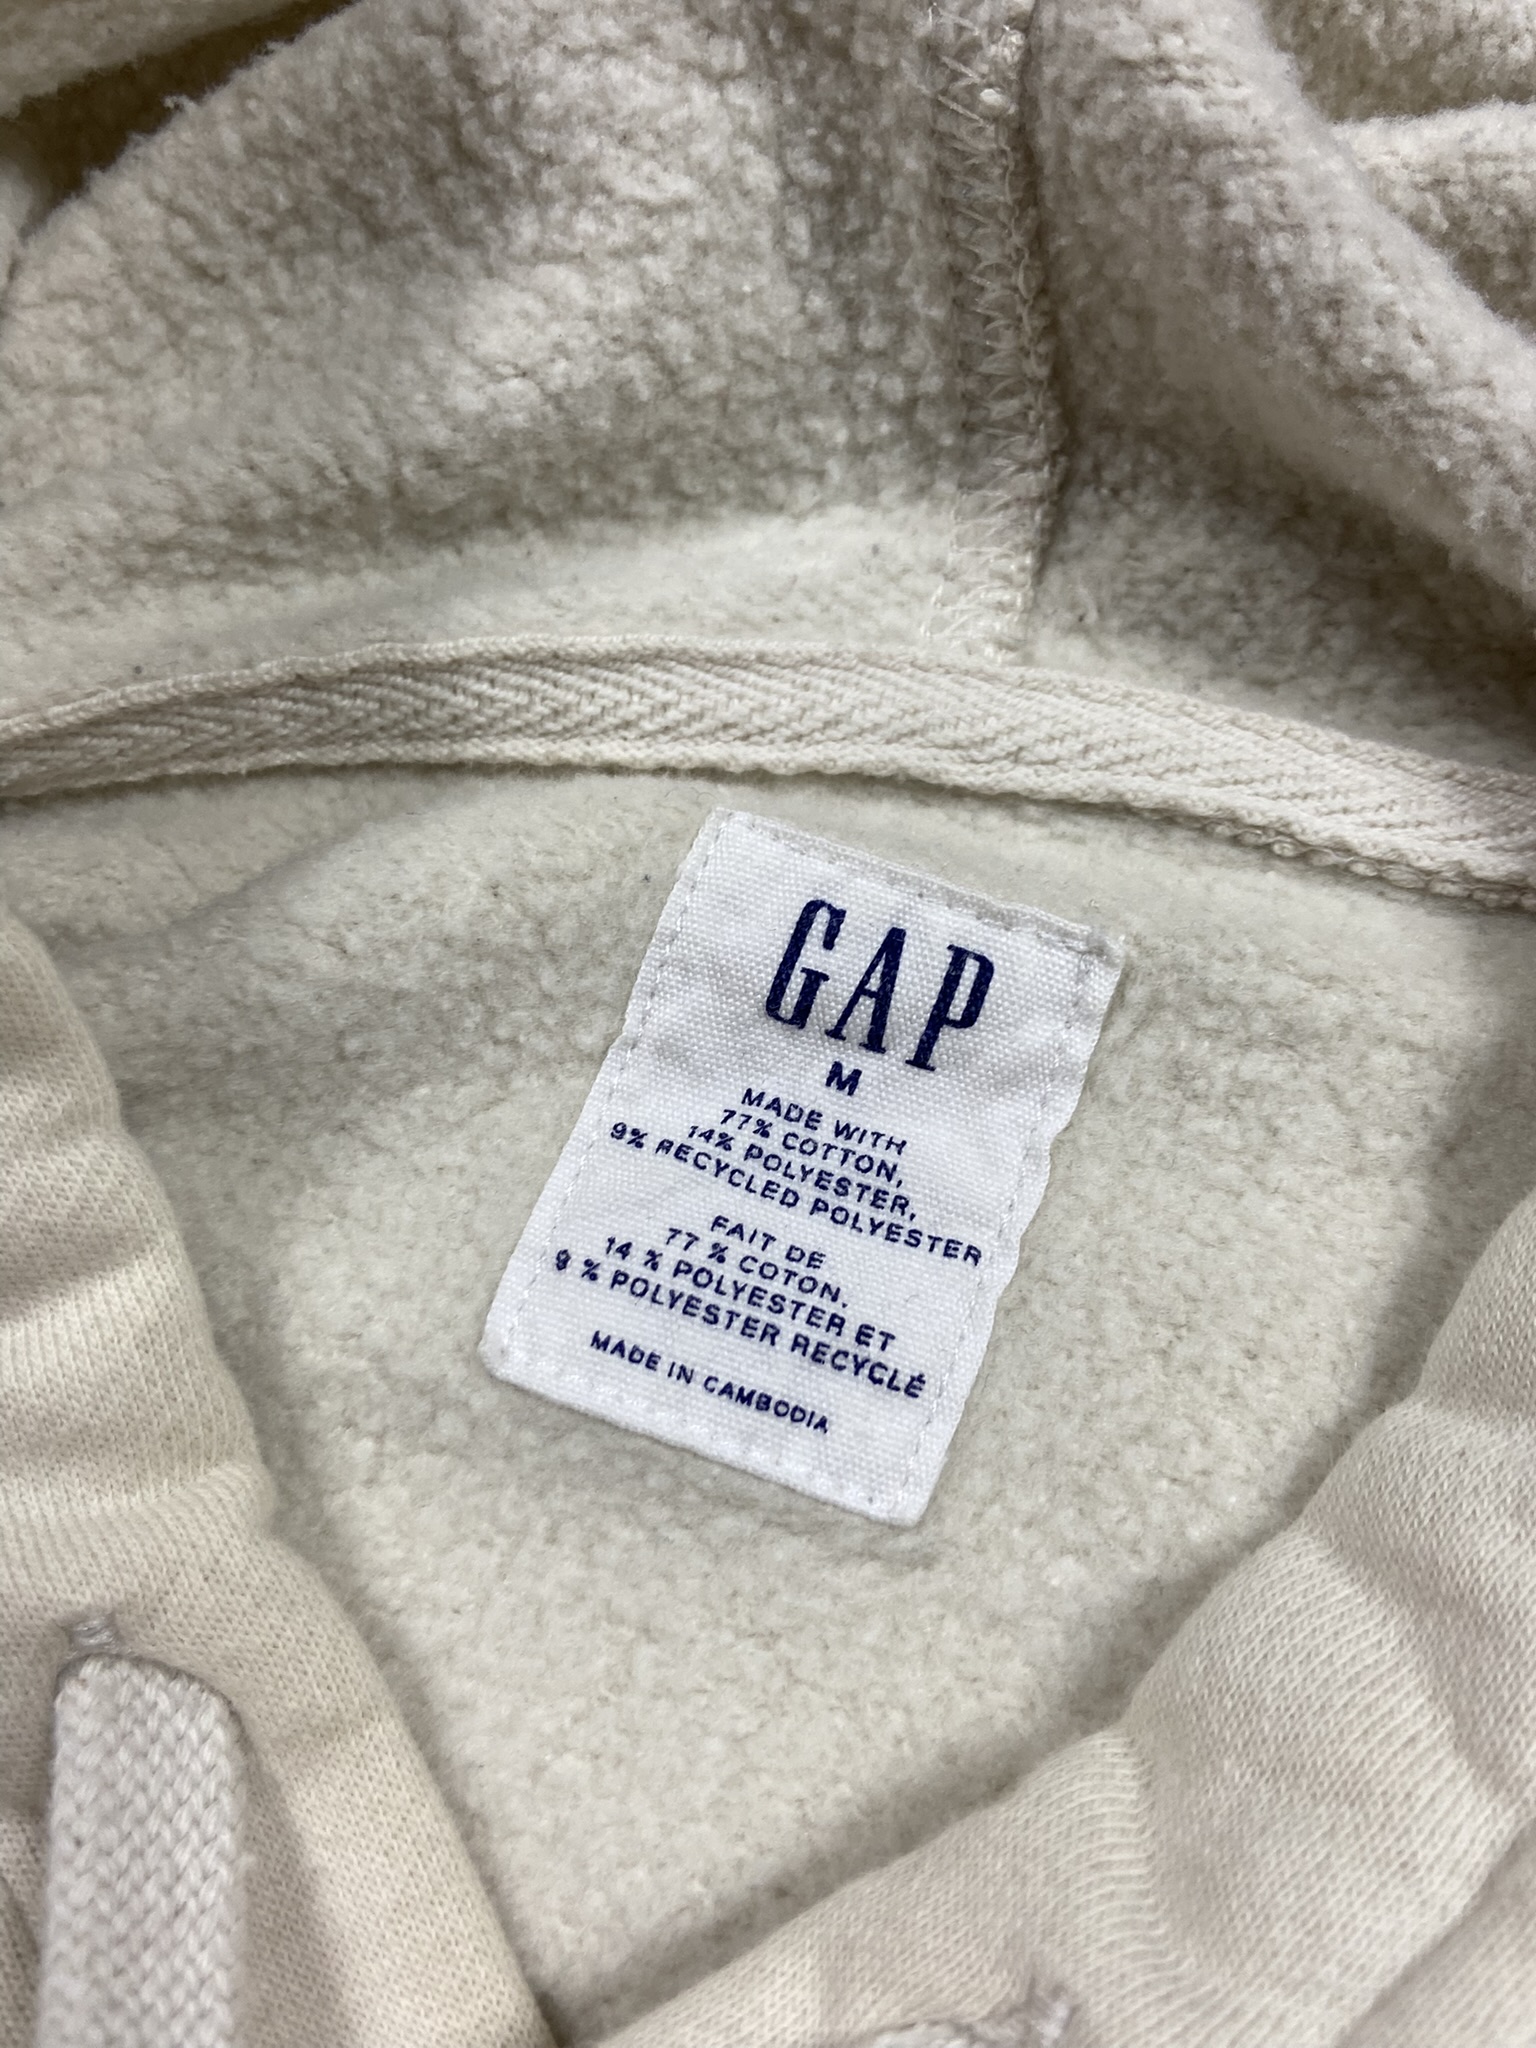 GAP
M
MADE WITH
77% COTTON,
14% POLYESTER,
9% RECYCLED POLYESTER
FAIT DE
77 % COTON,
14 % POLYESTER ET
9 % POLYESTER RECYCLÉ
MADE IN CAMBODIA